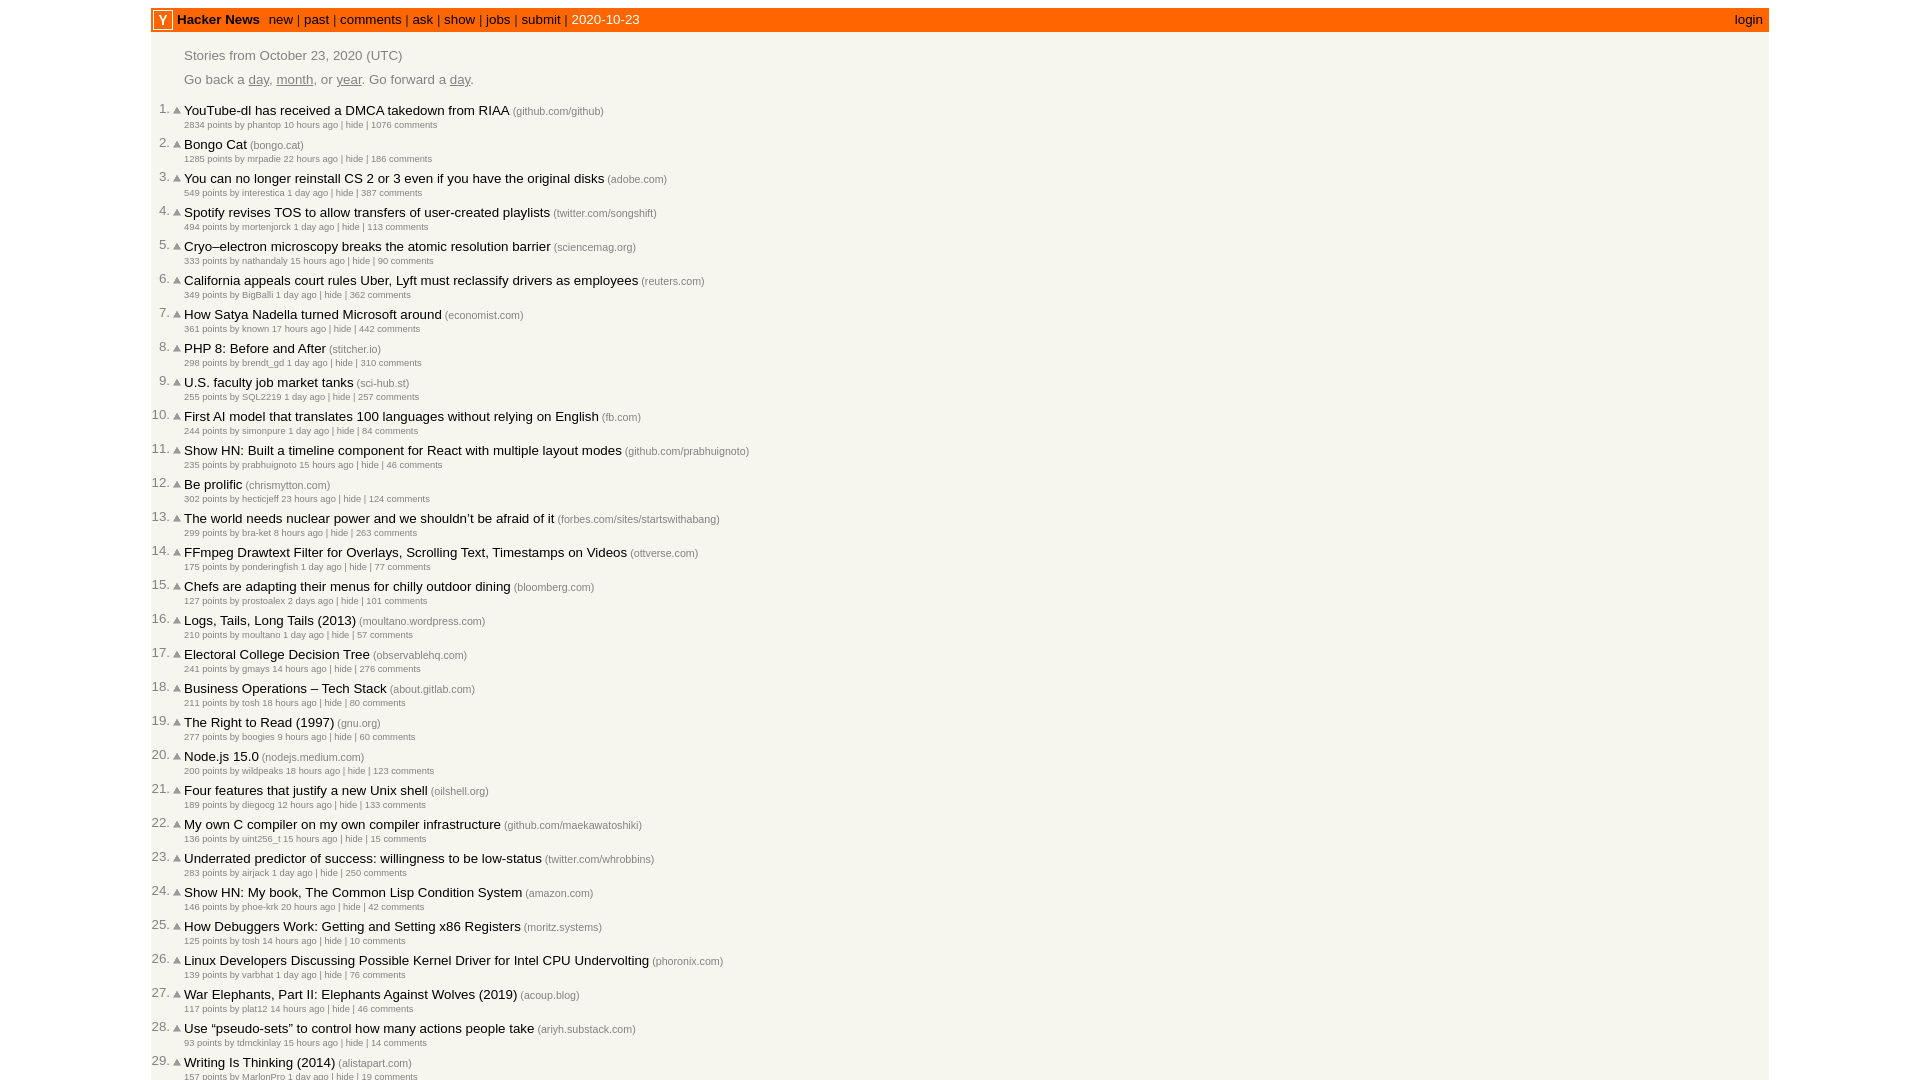 Y Hacker News new | past | comments | ask | show | jobs | submit | 2020-10-23 login
Stories from October 23, 2020 (UTC)
Go back a day, month, or year. Go forward a day.
1. YouTube-dl has received a DMCA takedown from RIAA (github.com/github)
2834 points by phantop 10 hours ago | hide | 1076 comments
2. Bongo Cat (bongo.cat)
1285 points by mrpadie 22 hours ago | hide | 186 comments
3. You can no longer reinstall CS 2 or 3 even if you have the original disks (adobe.com)
549 points by interestica 1 day ago | hide | 387 comments
4. Spotify revises TOS to allow transfers of user-created playlists (twitter.com/songshift)
494 points by mortenjorck 1 day ago | hide | 113 comments
5. Cryo–electron microscopy breaks the atomic resolution barrier (sciencemag.org)
333 points by nathandaly 15 hours ago | hide | 90 comments
6. California appeals court rules Uber, Lyft must reclassify drivers as employees (reuters.com)
349 points by BigBalli 1 day ago | hide | 362 comments
7. How Satya Nadella turned Microsoft around (economist.com)
361 points by known 17 hours ago | hide | 442 comments
8. PHP 8: Before and After (stitcher.io)
298 points by brendt_gd 1 day ago | hide | 310 comments
9. U.S. faculty job market tanks (sci-hub.st)
255 points by SQL2219 1 day ago | hide | 257 comments
10. First AI model that translates 100 languages without relying on English (fb.com)
244 points by simonpure 1 day ago | hide | 84 comments
11. Show HN: Built a timeline component for React with multiple layout modes (github.com/prabhuignoto)
235 points by prabhuignoto 15 hours ago | hide | 46 comments
12. Be prolific (chrismytton.com)
302 points by hecticjeff 23 hours ago | hide | 124 comments
13. The world needs nuclear power and we shouldn’t be afraid of it (forbes.com/sites/startswithabang)
299 points by bra-ket 8 hours ago | hide | 263 comments
14. FFmpeg Drawtext Filter for Overlays, Scrolling Text, Timestamps on Videos (ottverse.com)
175 points by ponderingfish 1 day ago | hide | 77 comments
15. Chefs are adapting their menus for chilly outdoor dining (bloomberg.com)
127 points by prostoalex 2 days ago | hide | 101 comments
16. Logs, Tails, Long Tails (2013) (moultano.wordpress.com)
210 points by moultano 1 day ago | hide | 57 comments
17. Electoral College Decision Tree (observablehq.com)
241 points by gmays 14 hours ago | hide | 276 comments
18. Business Operations – Tech Stack (about.gitlab.com)
211 points by tosh 18 hours ago | hide | 80 comments
19. The Right to Read (1997) (gnu.org)
277 points by boogies 9 hours ago | hide | 60 comments
20. Node.js 15.0 (nodejs.medium.com)
200 points by wildpeaks 18 hours ago | hide | 123 comments
21. Four features that justify a new Unix shell (oilshell.org)
189 points by diegocg 12 hours ago | hide | 133 comments
22. My own C compiler on my own compiler infrastructure (github.com/maekawatoshiki)
136 points by uint256_t 15 hours ago | hide | 15 comments
23. Underrated predictor of success: willingness to be low-status (twitter.com/whrobbins)
283 points by airjack 1 day ago | hide | 250 comments
24. Show HN: My book, The Common Lisp Condition System (amazon.com)
146 points by phoe-krk 20 hours ago | hide | 42 comments
25. How Debuggers Work: Getting and Setting x86 Registers (moritz.systems)
125 points by tosh 14 hours ago | hide | 10 comments
26. Linux Developers Discussing Possible Kernel Driver for Intel CPU Undervolting (phoronix.com)
139 points by varbhat 1 day ago | hide | 76 comments
27. War Elephants, Part II: Elephants Against Wolves (2019) (acoup.blog)
117 points by plat12 14 hours ago | hide | 46 comments
28. Use “pseudo-sets” to control how many actions people take (ariyh.substack.com)
93 points by tdmckinlay 15 hours ago | hide | 14 comments
29. Writing Is Thinking (2014) (alistapart.com)
157 points by MarlonPro 1 day ago | hide | 19 comments